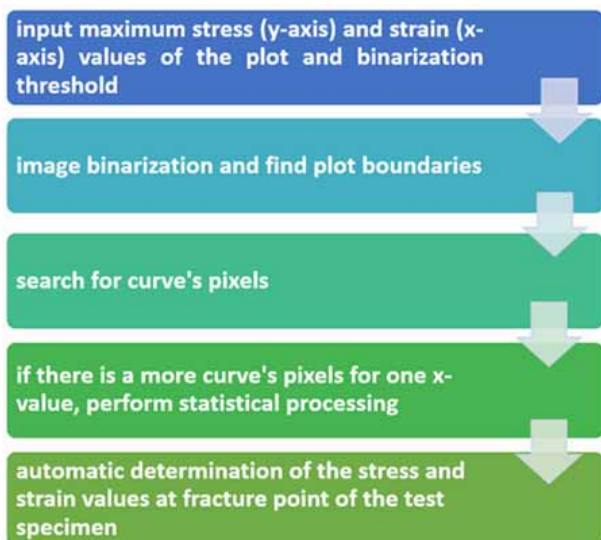 input maximum stress (y-axis) and strain (x-
axis) values of the plot and binarization
threshold
image binarization and find plot boundaries
search for curve's pixels
if there is a more curve's pixels for one x-
value, perform statistical processing
automatic determination of the stress and
strain values at fracture point of the test
specimen